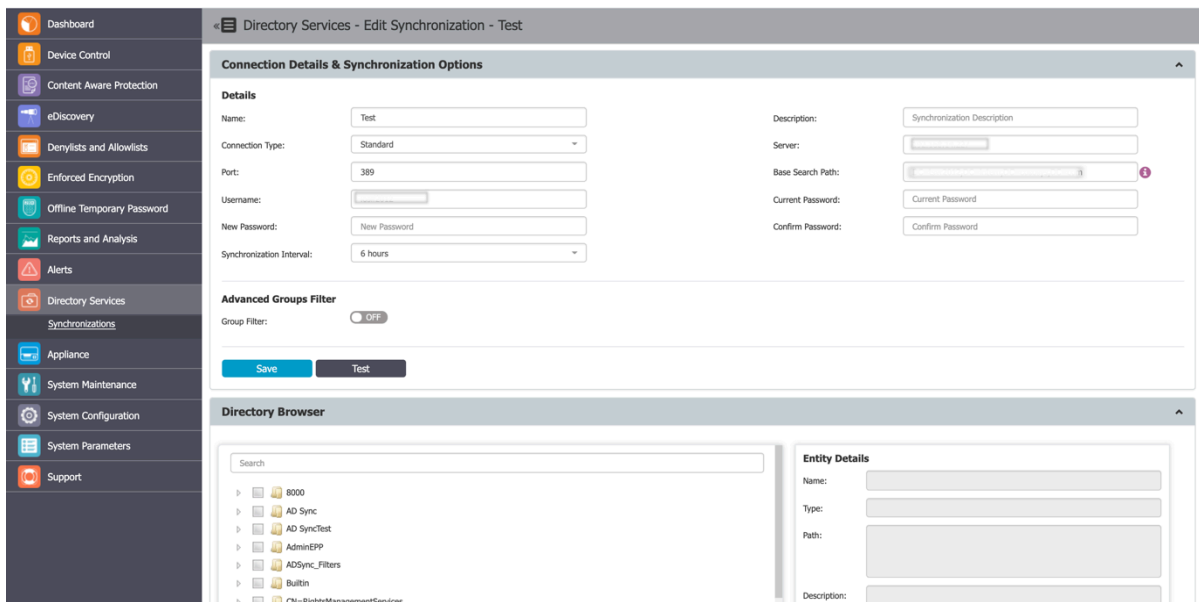 Dashboard
Device Control
Content Aware Protection
eDiscovery
Denylists and Allowlists
Enforced Encryption
Offline Temporary Password
Reports and Analysis
Alerts
Directory Services
Synchronizations
Appliance
System Maintenance
System Configuration
System Parameters
Support
Directory Services - Edit Synchronization - Test
Connection Details & Synchronization Options
Details
Name: Test Description: Synchronization Description
Connection Type: Standard Server:
Port: 389 Base Search Path:
Username: Current Password: Current Password
New Password: New Password Confirm Password: Confirm Password
Synchronization Interval: 6 hours
Advanced Groups Filter
Group Filter: OFF
Save Test
Directory Browser
Search
8000
AD Sync
AD SyncTest
AdminEPP
ADSync_Filters
Builtin
CN=RightsManagementServices
Entity Details
Name:
Type:
Path:
Description: